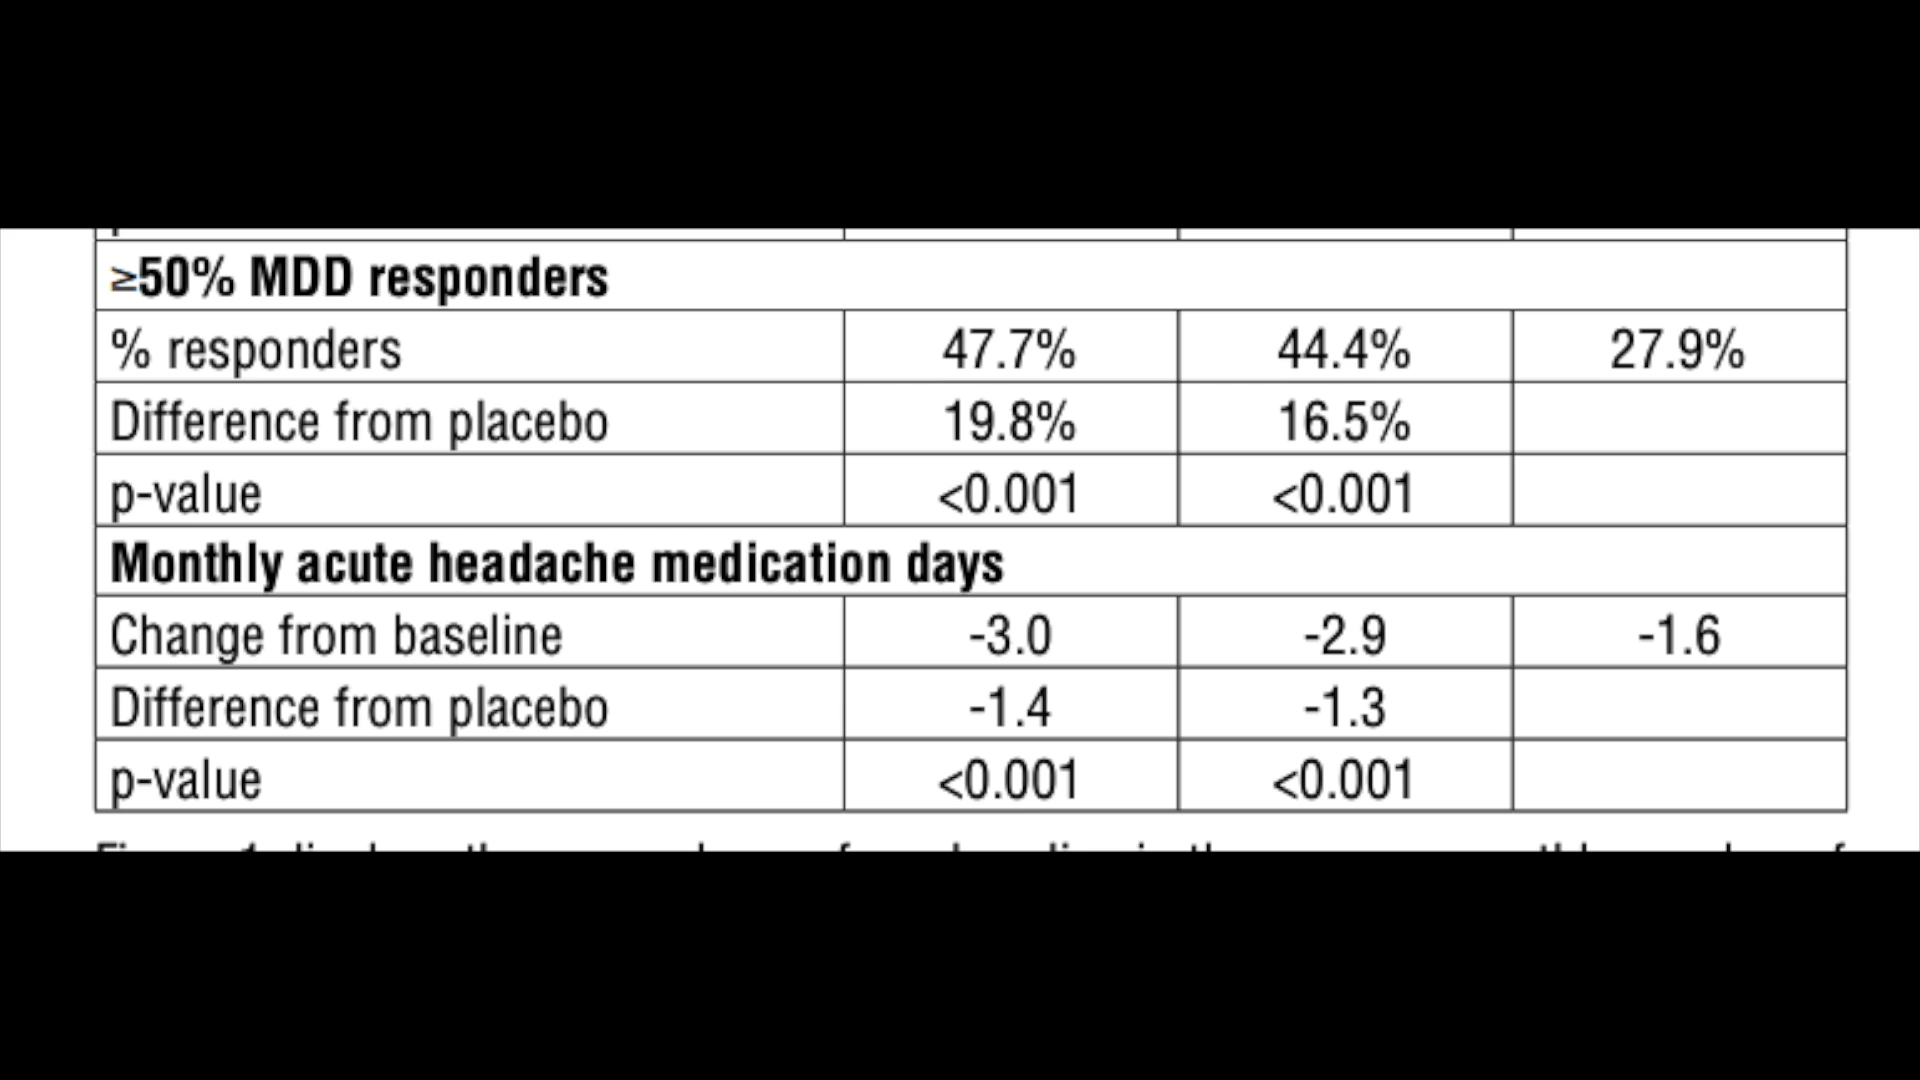 ≥50% MDD responders
% responders 47.7% 44.4% 27.9%
Difference from placebo 19.8% 16.5%
p-value <0.001 <0.001
Monthly acute headache medication days
Change from baseline -3.0 -2.9 -1.6
Difference from placebo -1.4 -1.3
p-value <0.001 <0.001